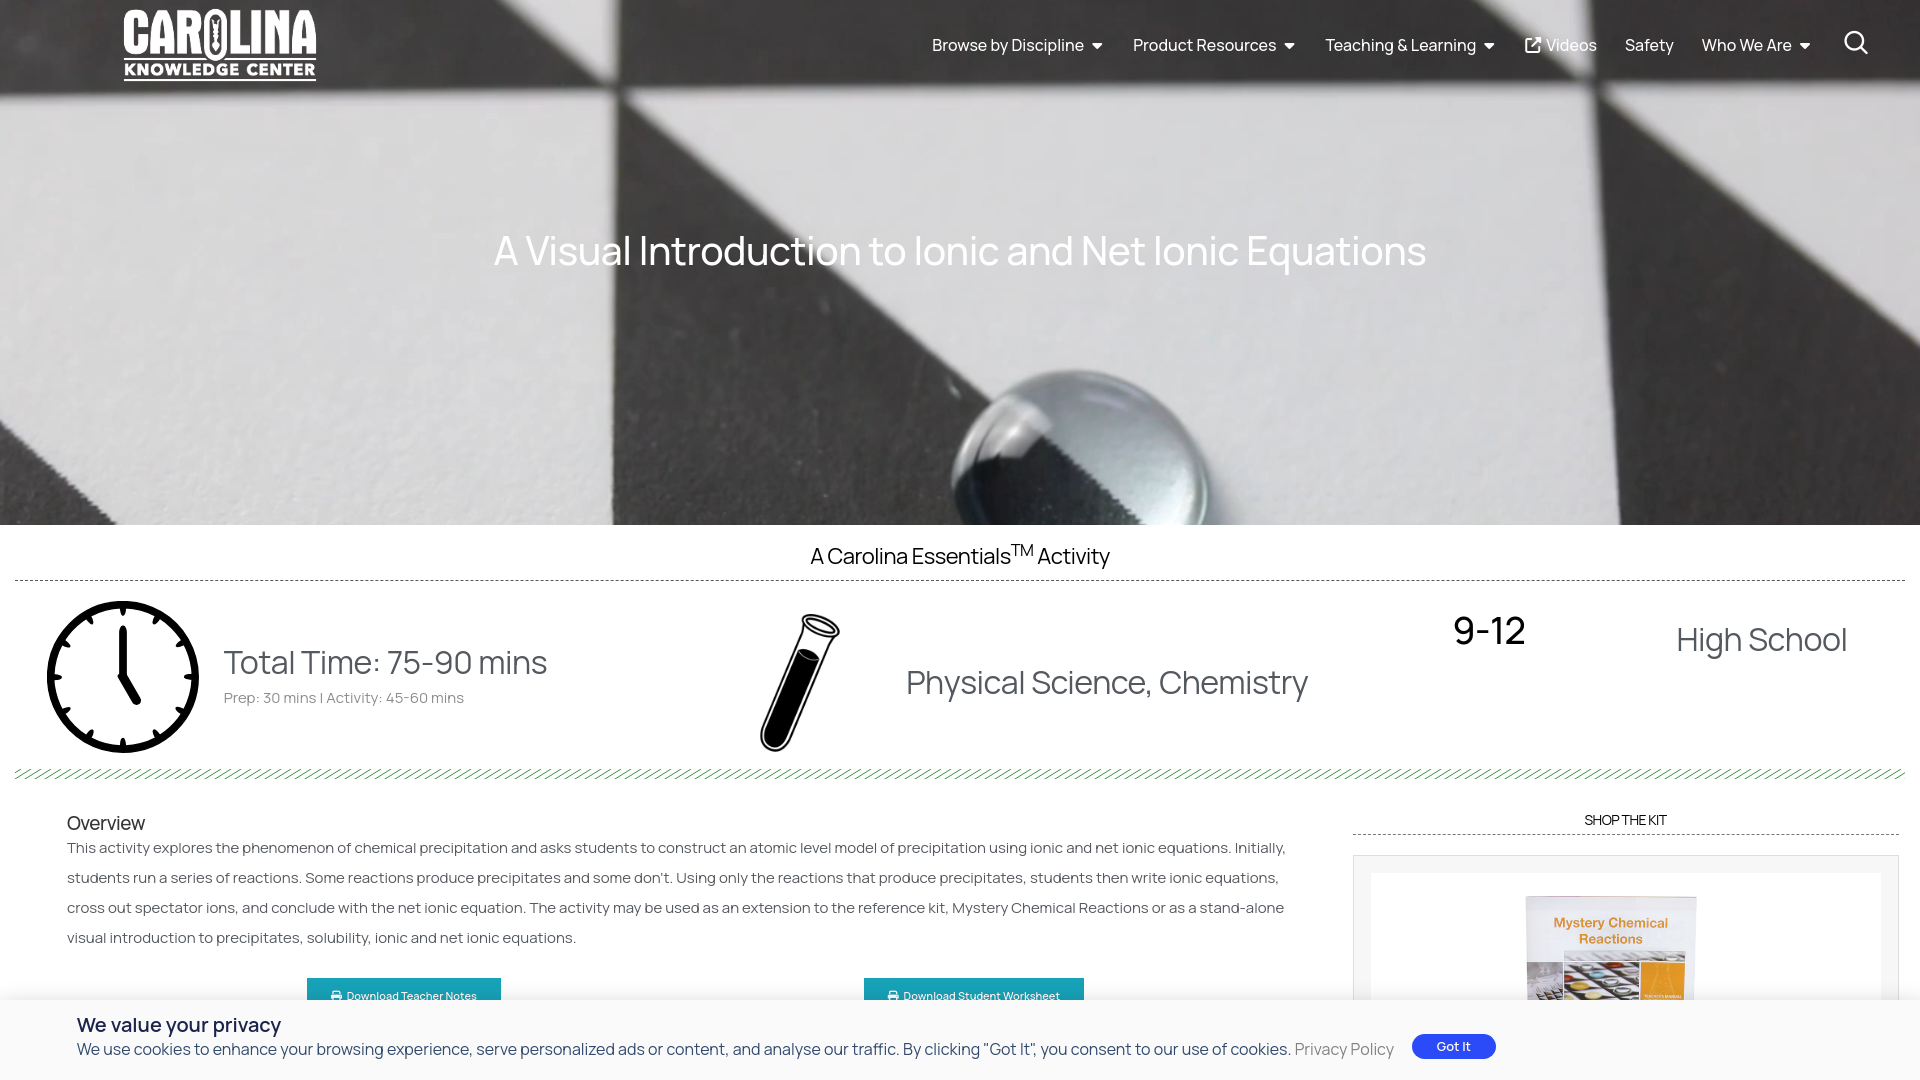 CAROLINA
KNOWLEDGE CENTER
Browse by Discipline
Product Resources
Teaching & Learning
Videos
Safety
Who We Are
A Visual Introduction to Ionic and Net Ionic Equations
A Carolina Essentials™ Activity
Total Time: 75-90 mins
Prep: 30 mins | Activity: 45-60 mins
Physical Science, Chemistry
9-12
High School
Overview
This activity explores the phenomenon of chemical precipitation and asks students to construct an atomic level model of precipitation using ionic and net ionic equations. Initially,
students run a series of reactions. Some reactions produce precipitates and some don't. Using only the reactions that produce precipitates, students then write ionic equations,
cross out spectator ions, and conclude with the net ionic equation. The activity may be used as an extension to the reference kit, Mystery Chemical Reactions or as a stand-alone
visual introduction to precipitates, solubility, ionic and net ionic equations.
Download Teacher Notes
Download Student Worksheet
SHOP THE KIT
Mystery Chemical
Reactions
We value your privacy
We use cookies to enhance your browsing experience, serve personalized ads or content, and analyse our traffic. By clicking "Got It", you consent to our use of cookies. Privacy Policy
Got It